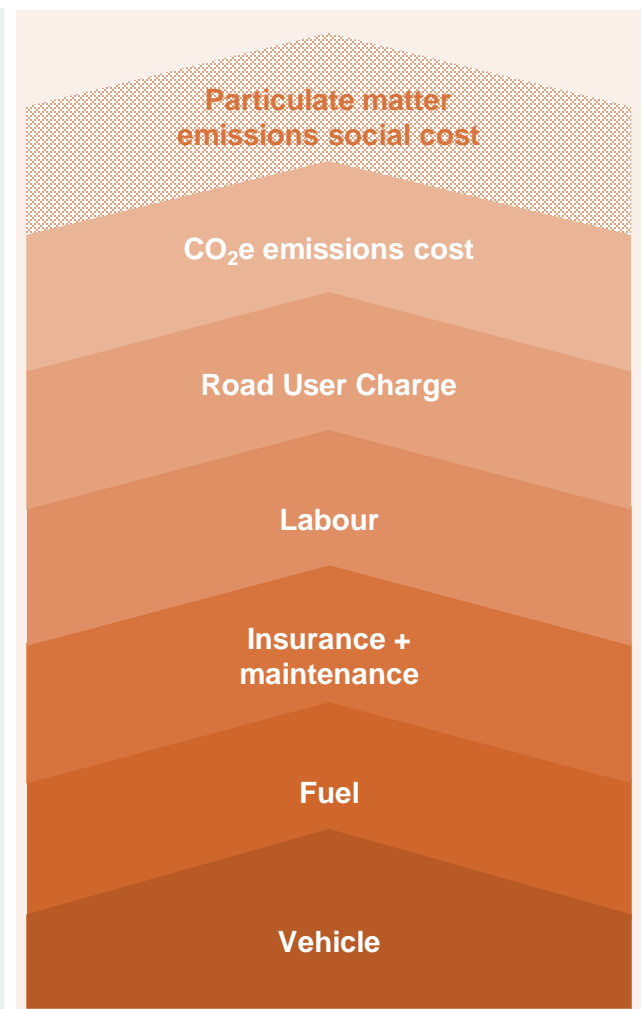 Particulate matter
emissions social cost
CO₂e emissions cost
Road User Charge
Labour
Insurance +
maintenance
Fuel
Vehicle